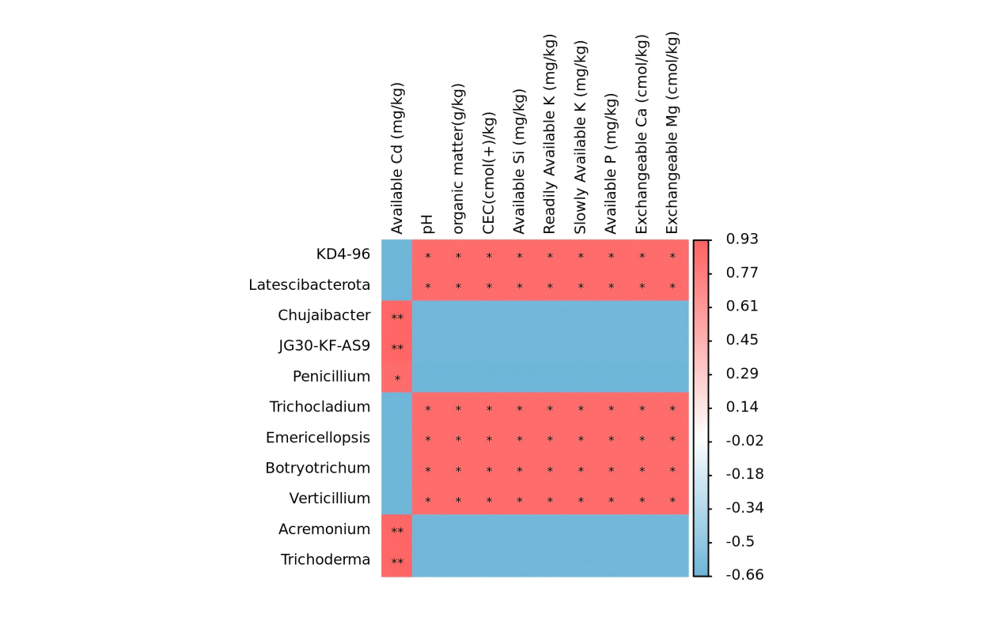 Available Cd (mg/kg)
pH
organic matter(g/kg)
CEC(cmol(+)/kg)
Available Si (mg/kg)
Readily Available K (mg/kg)
Slowly Available K (mg/kg)
Available P (mg/kg)
Exchangeable Ca (cmol/kg)
Exchangeable Mg (cmol/kg)
KD4-96 * * * * * * * * *
Latescibacterota * * * * * * * * *
Chujaibacter **
JG30-KF-AS9 **
Penicillium *
Trichocladium * * * * * * * * *
Emericellopsis * * * * * * * * *
Botryotrichum * * * * * * * * *
Verticillium * * * * * * * * *
Acremonium **
Trichoderma **
0.93
0.77
0.61
0.45
0.29
0.14
-0.02
-0.18
-0.34
-0.5
-0.66